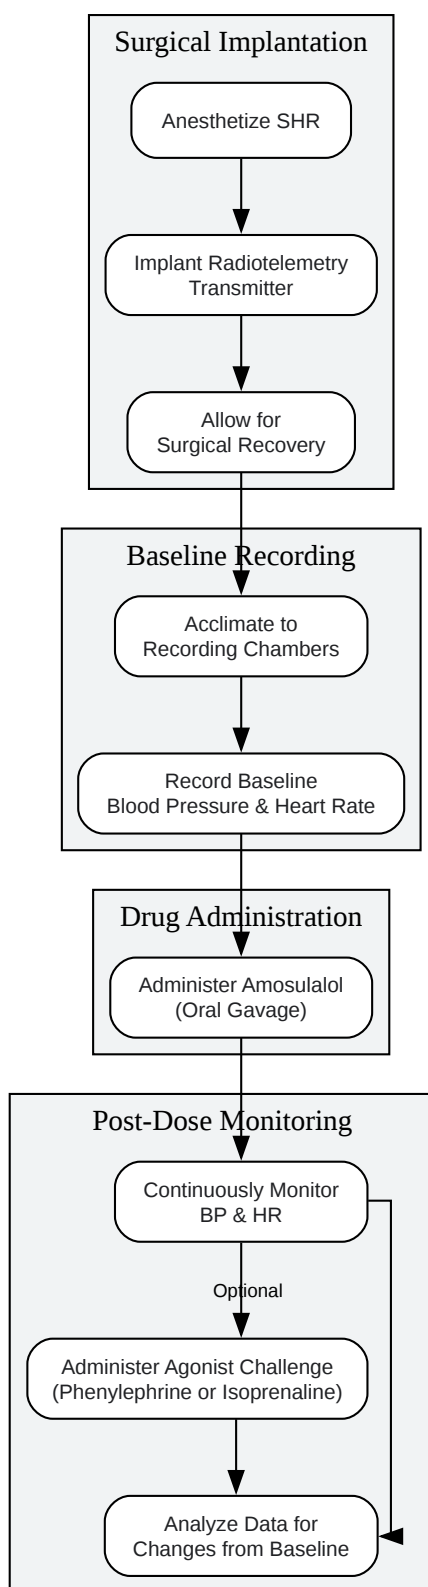 Surgical Implantation
Anesthetize SHR
Implant Radiotelemetry
Transmitter
Allow for
Surgical Recovery
Baseline Recording
Acclimate to
Recording Chambers
Record Baseline
Blood Pressure & Heart Rate
Drug Administration
Administer Amosulalol
(Oral Gavage)
Post-Dose Monitoring
Continuously Monitor
BP & HR
Optional
Administer Agonist Challenge
(Phenylephrine or Isoprenaline)
Analyze Data for
Changes from Baseline